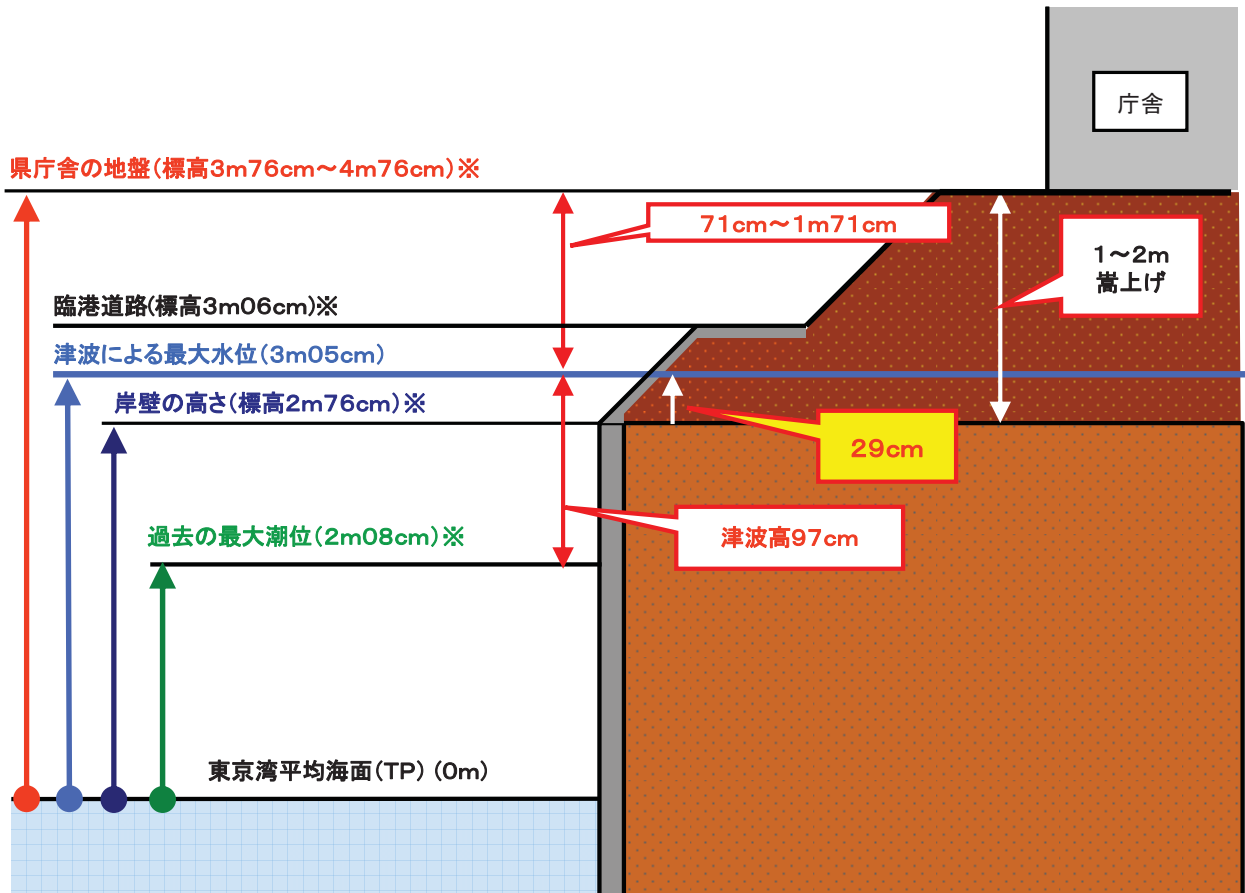 庁舎
県庁舎の地盤(標高3m76cm～4m76cm)※
71cm～1m71cm
1～2m
嵩上げ
臨港道路(標高3m06cm)※
津波による最大水位(3m05cm)
岸壁の高さ(標高2m76cm)※
29cm
過去の最大潮位(2m08cm)※
津波高97cm
東京湾平均海面(TP) (0m)